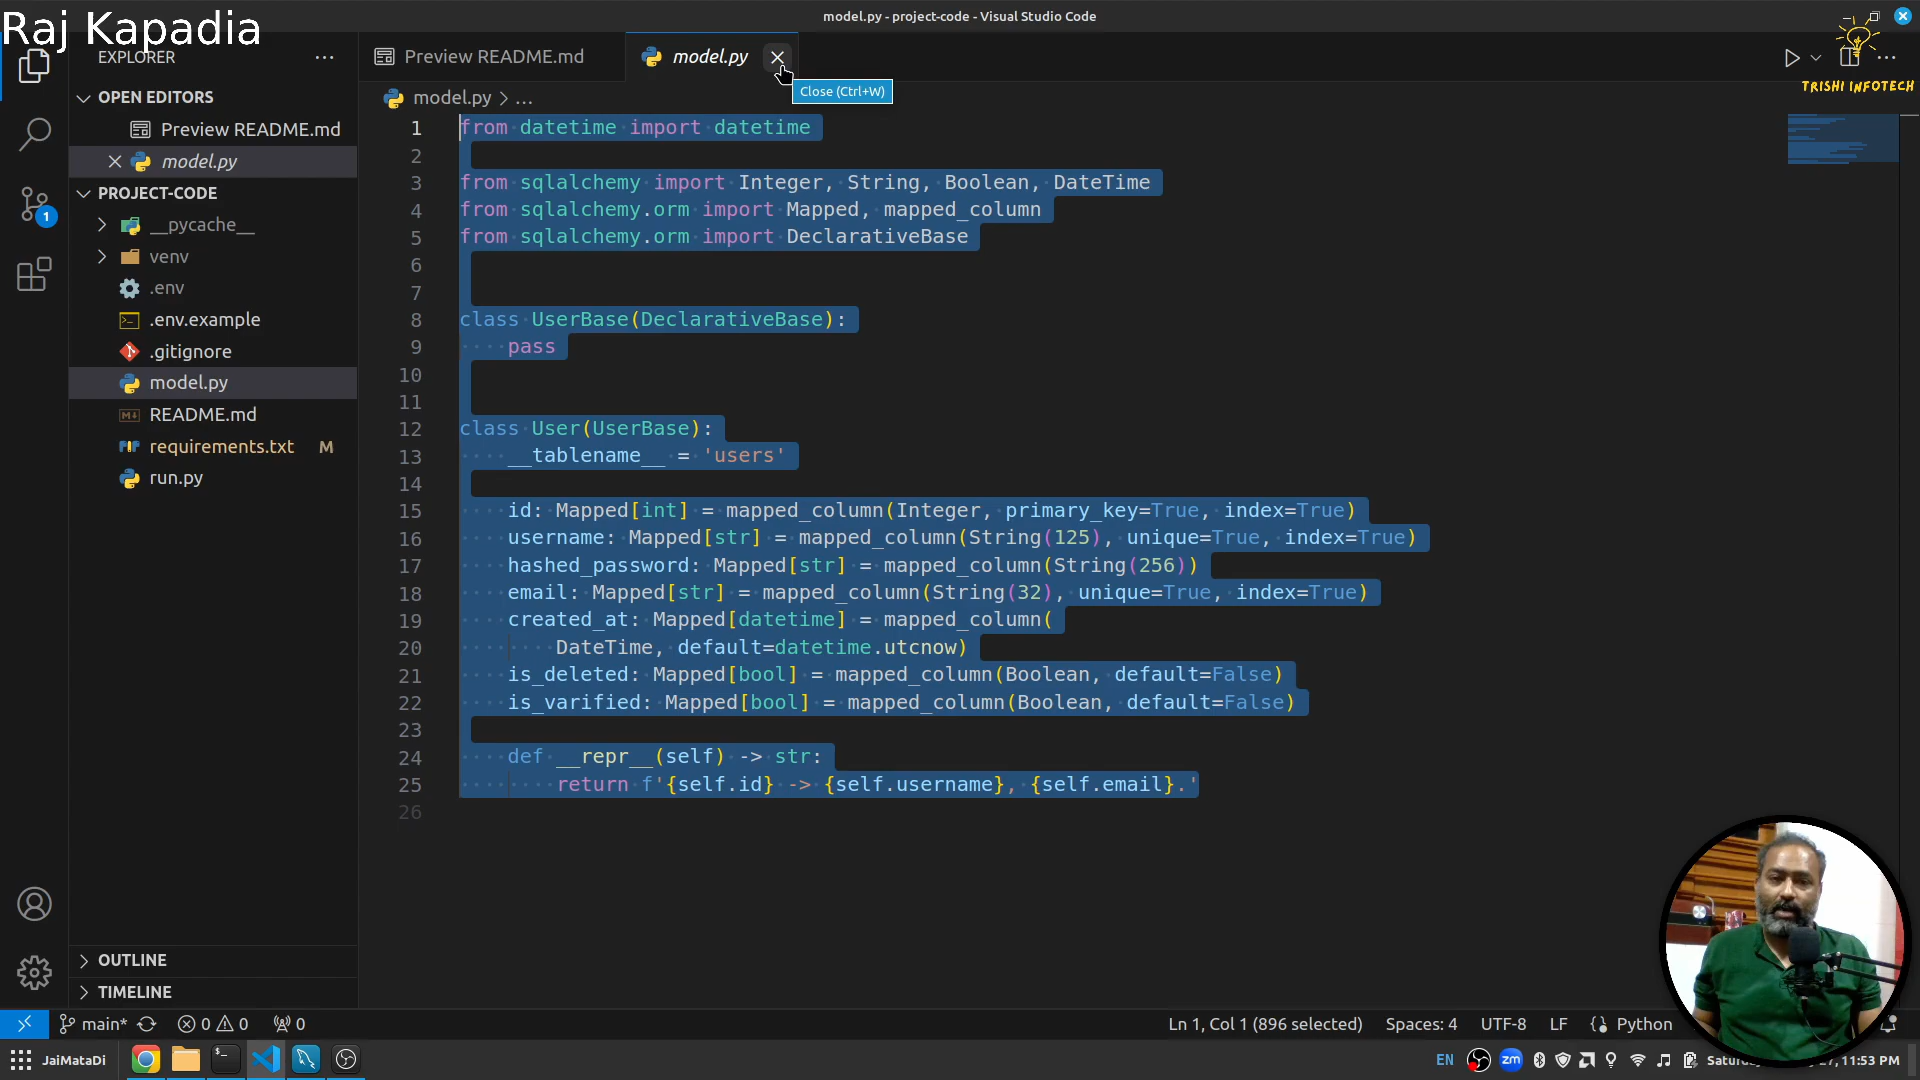 Raj Kapadia
model.py - project-code - Visual Studio Code
EXPLORER
Preview README.md
model.py
TRISHI INFOTECH
Close (Ctrl+W)
OPEN EDITORS
Preview README.md
model.py
PROJECT-CODE
__pycache__
venv
.env
.env.example
.gitignore
model.py
README.md
requirements.txt M
run.py
OUTLINE
TIMELINE
model.py > ...
1 from datetime import datetime
2
3 from sqlalchemy import Integer, String, Boolean, DateTime
4 from sqlalchemy.orm import Mapped, mapped_column
5 from sqlalchemy.orm import DeclarativeBase
6
7
8 class UserBase(DeclarativeBase):
9 pass
10
11
12 class User(UserBase):
13 __tablename__ = 'users'
14
15 id: Mapped[int] = mapped_column(Integer, primary_key=True, index=True)
16 username: Mapped[str] = mapped_column(String(125), unique=True, index=True)
17 hashed_password: Mapped[str] = mapped_column(String(256))
18 email: Mapped[str] = mapped_column(String(32), unique=True, index=True)
19 created_at: Mapped[datetime] = mapped_column(
20 DateTime, default=datetime.utcnow)
21 is_deleted: Mapped[bool] = mapped_column(Boolean, default=False)
22 is_varified: Mapped[bool] = mapped_column(Boolean, default=False)
23
24 def __repr__(self) -> str:
25 return f'{self.id} -> {self.username}, {self.email}.'
26
1
main* 0 0 0
Ln 1, Col 1 (896 selected) Spaces: 4 UTF-8 LF Python
JaiMataDi
EN zm 11:53 PM